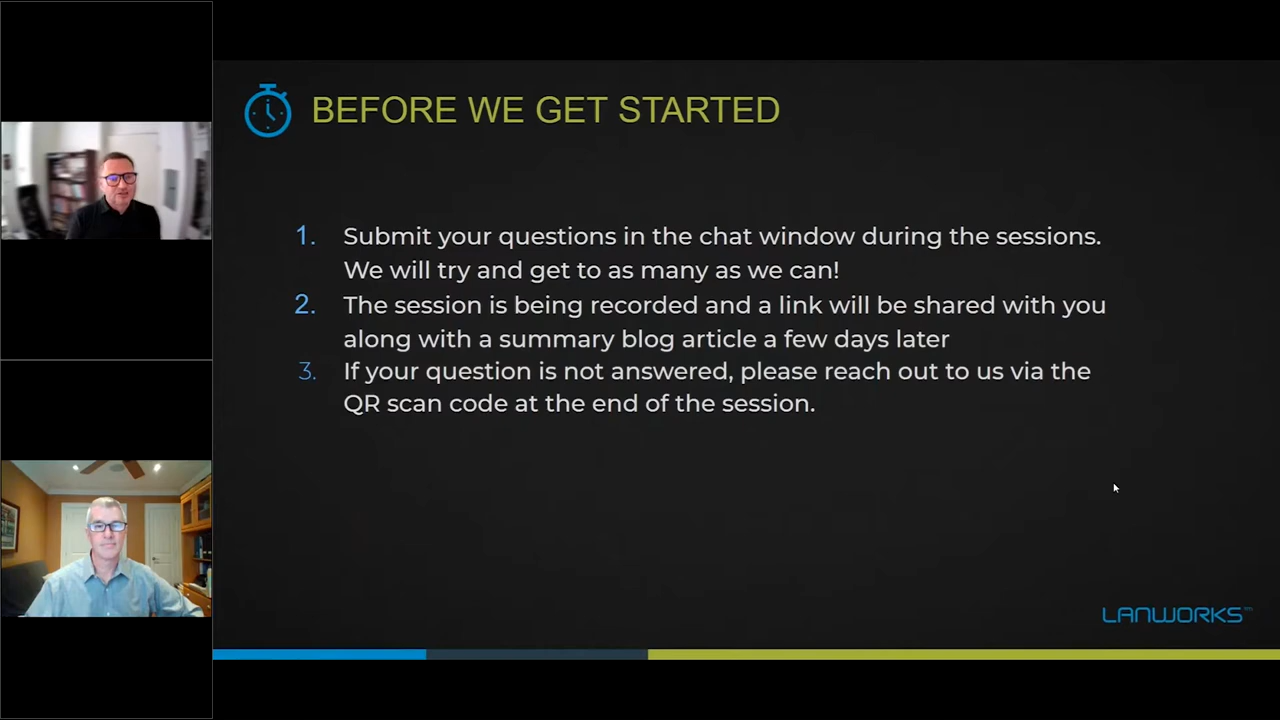 BEFORE WE GET STARTED
1. Submit your questions in the chat window during the sessions.
We will try and get to as many as we can!
2. The session is being recorded and a link will be shared with you
along with a summary blog article a few days later
3. If your question is not answered, please reach out to us via the
QR scan code at the end of the session.
LANWORKS